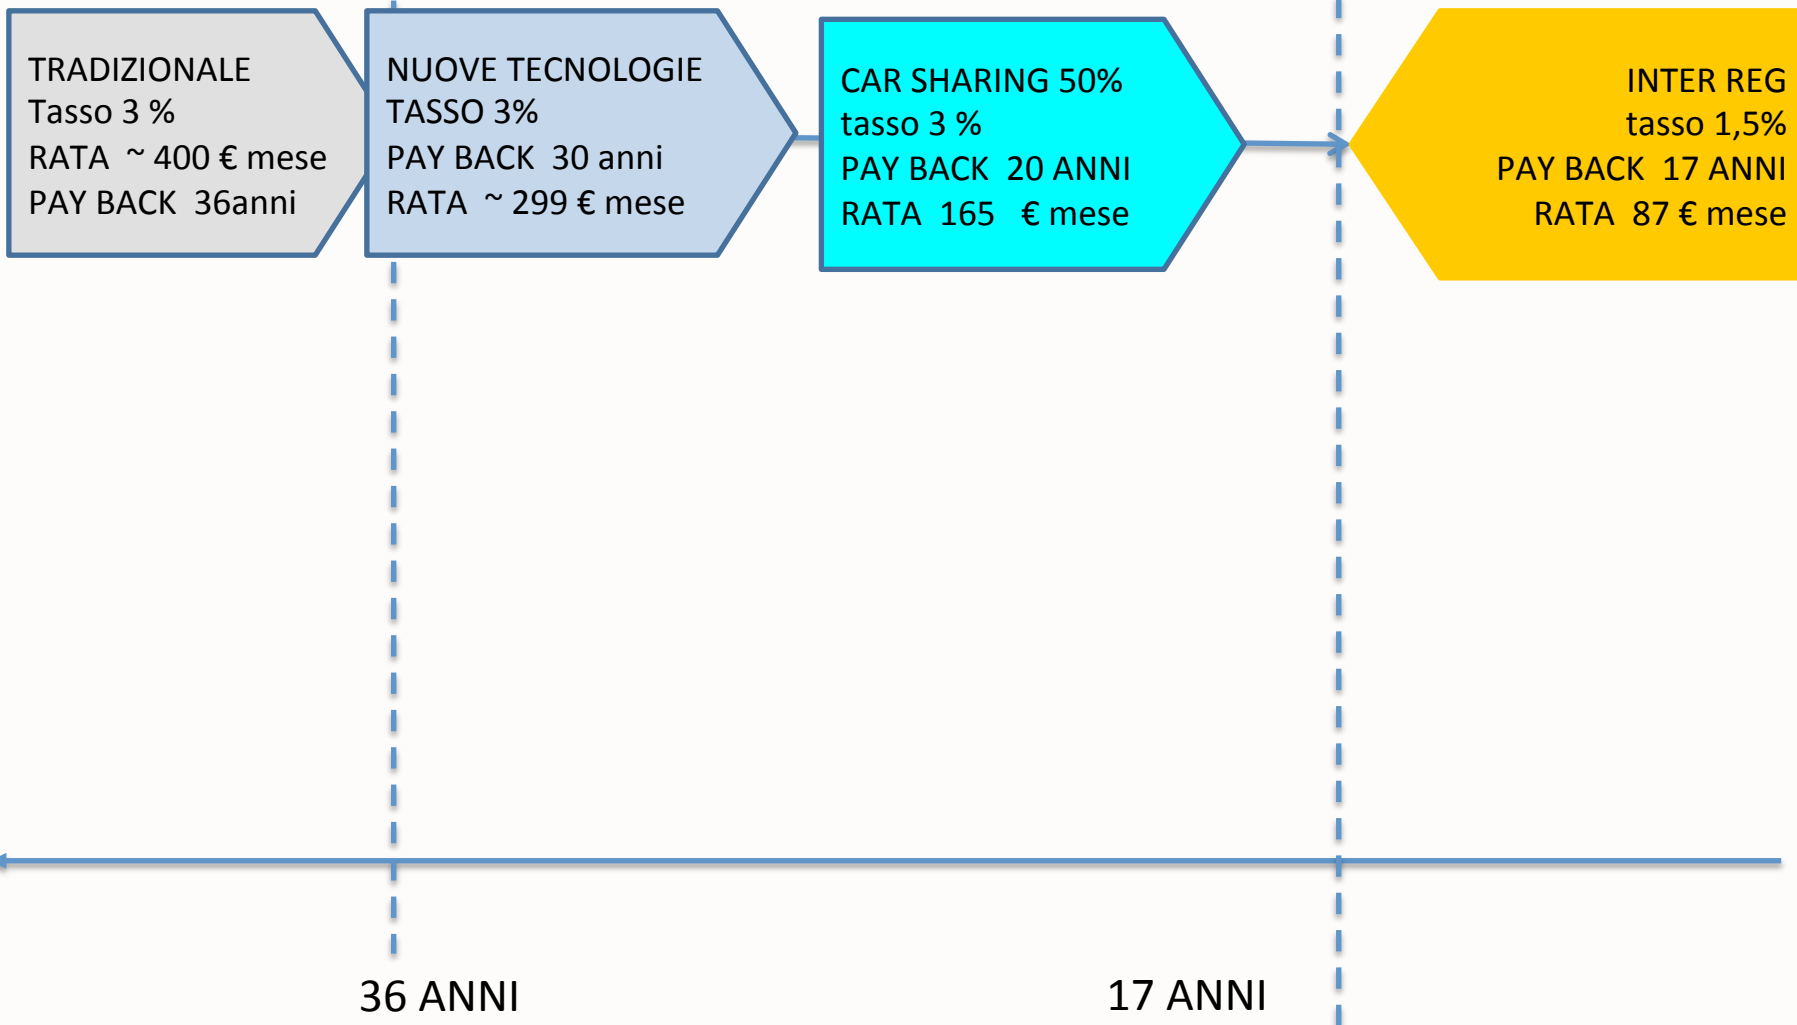 TRADIZIONALE
Tasso 3 %
RATA ~ 400 € mese
PAY BACK 36anni
NUOVE TECNOLOGIE
TASSO 3%
PAY BACK 30 anni
RATA ~ 299 € mese
CAR SHARING 50%
tasso 3 %
PAY BACK 20 ANNI
RATA 165 € mese
INTER REG
tasso 1,5%
PAY BACK 17 ANNI
RATA 87 € mese
36 ANNI
17 ANNI